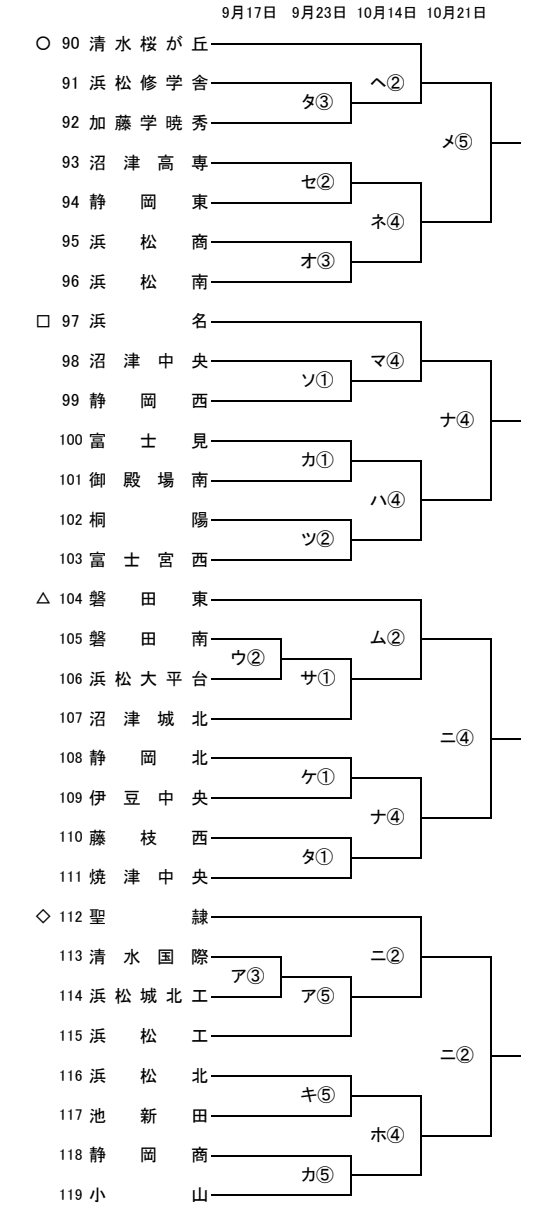 9月17日 9月23日 10月14日 10月21日
○ 90 清水桜が丘
ヘ②
91 浜松修学舎
タ③
92 加藤学暁秀
メ⑤
93 沼津高専
セ②
94 静岡東
ネ④
95 浜松商
オ③
96 浜松南
□ 97 浜名
マ④
98 沼津中央
ソ①
99 静岡西
ナ④
100 富士見
カ①
101 御殿場南
ハ④
102 桐陽
ツ②
103 富士宮西
△ 104 磐田東
ム②
105 磐田南
ウ②
106 浜松大平台
サ①
107 沼津城北
ニ④
108 静岡北
ケ①
109 伊豆中央
ナ④
110 藤枝西
タ①
111 焼津中央
◇ 112 聖隷
ニ②
113 清水国際
ア③
114 浜松城北工
ア⑤
115 浜松工
ニ②
116 浜松北
キ⑤
117 池新田
ホ④
118 静岡商
カ⑤
119 小山